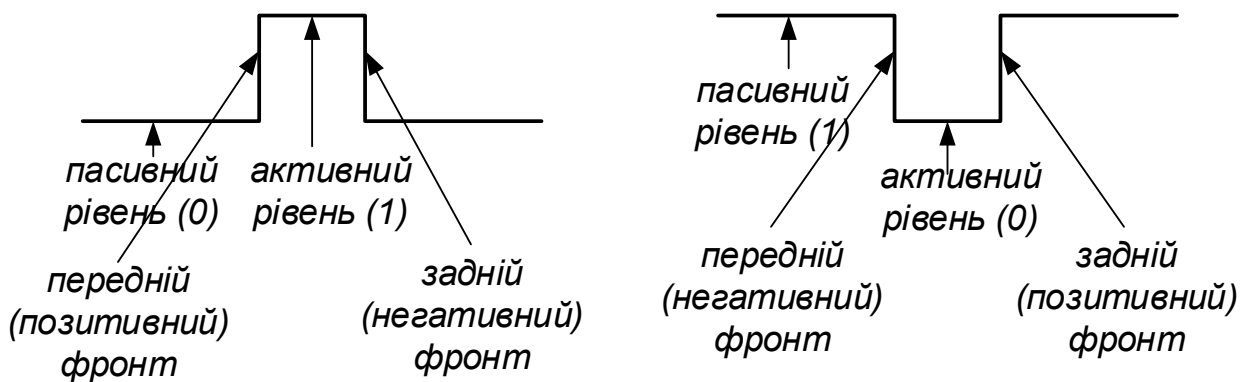 пасивний
рівень (0)
активний
рівень (1)
передній
(позитивний)
фронт
задній
(негативний)
фронт
пасивний
рівень (1)
активний
рівень (0)
передній
(негативний)
фронт
задній
(позитивний)
фронт